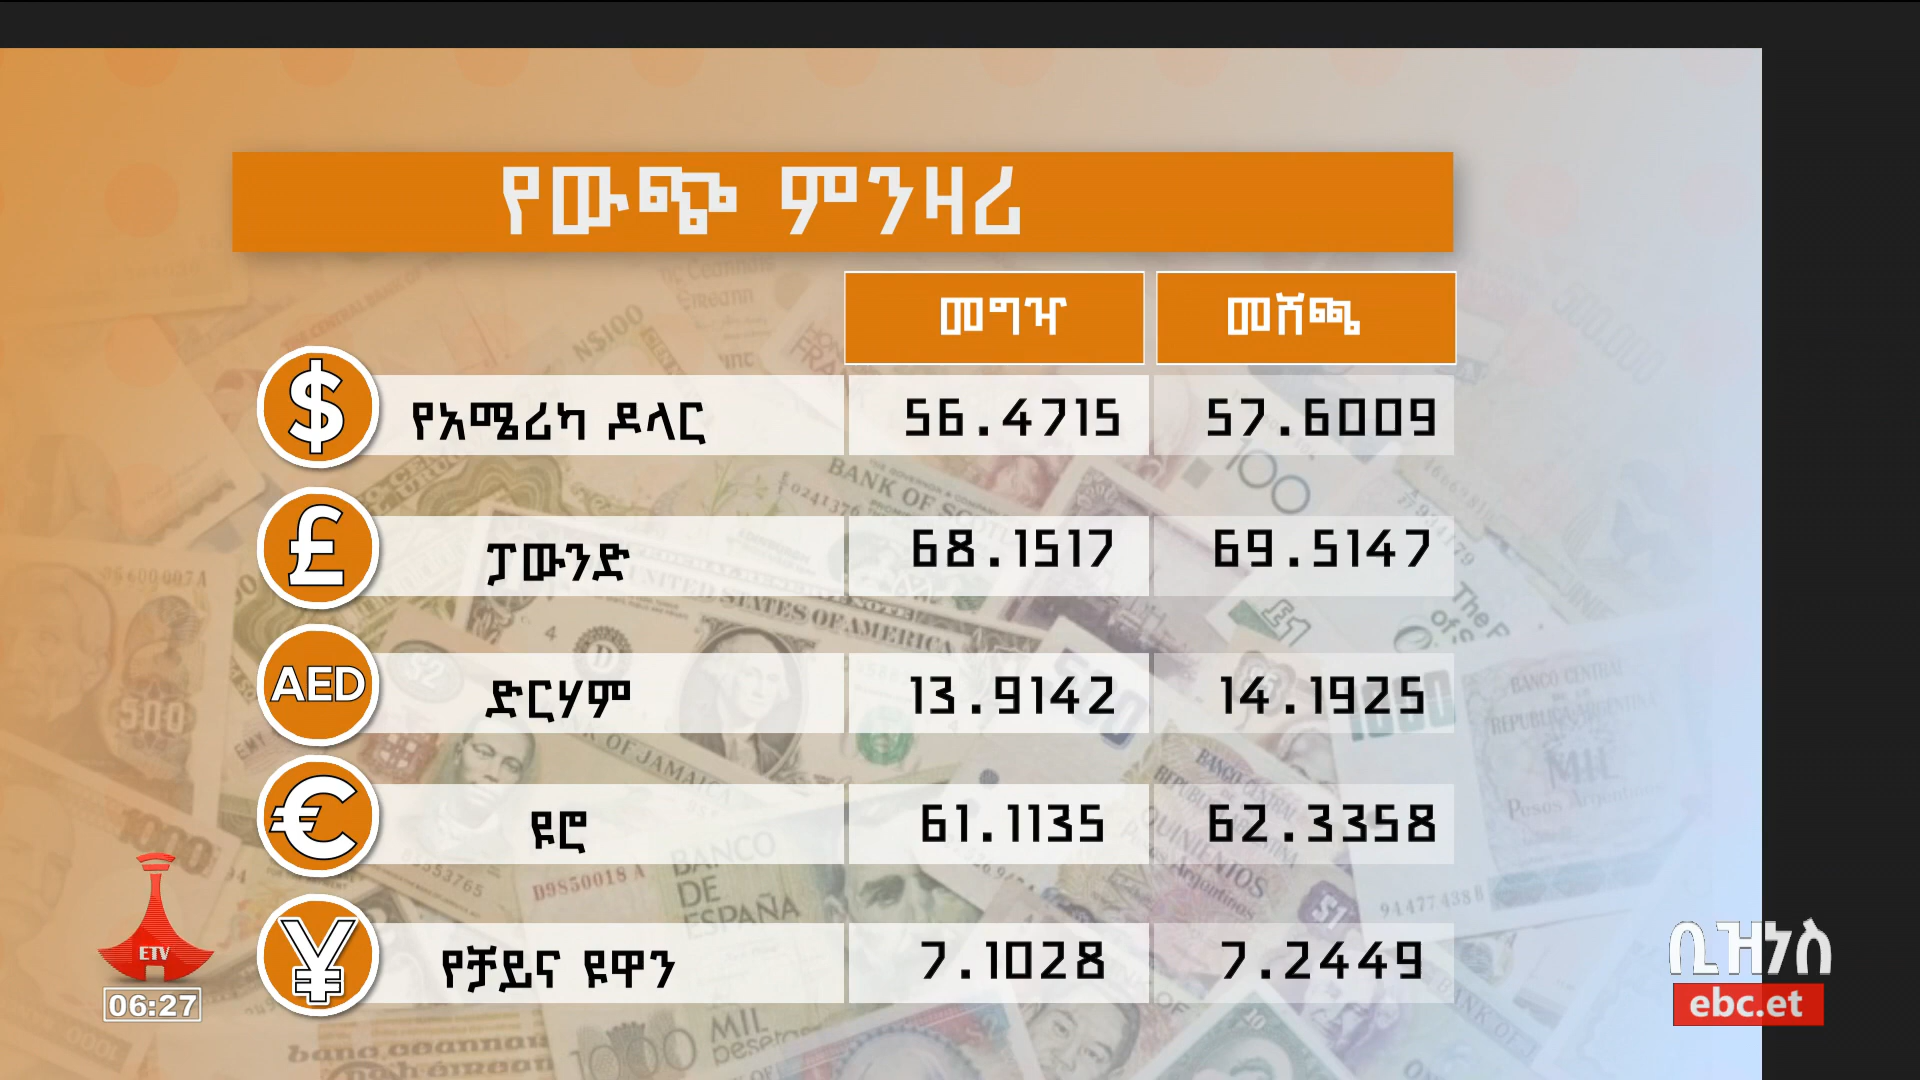 የውጭ ምንዛሪ
መግዣ መሸጫ
$ የአሜሪካ ዶላር 56.4715 57.6009
£ ፓውንድ 68.1517 69.5147
AED ድርሃም 13.9142 14.1925
€ ዩሮ 61.1135 62.3358
¥ የቻይና ዩዋን 7.1028 7.2449
ETV
06:27
ቢዝነስ
ebc.et